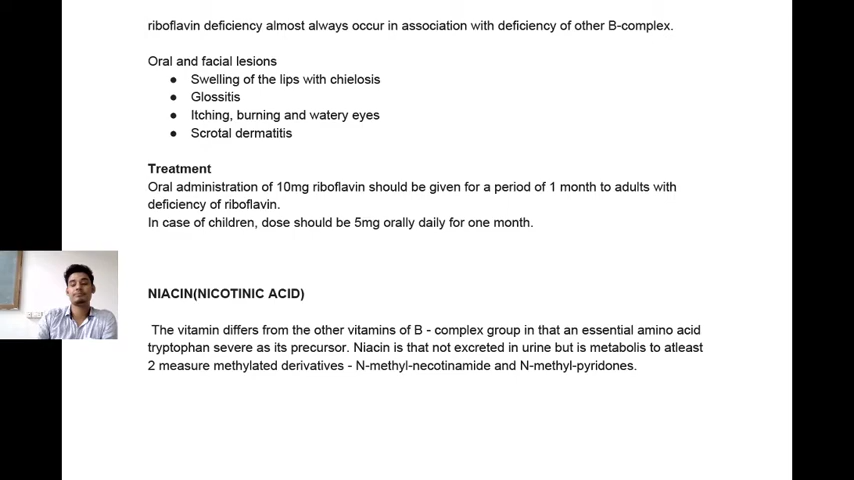 riboflavin deficiency almost always occur in association with deficiency of other B-complex.
Oral and facial lesions
● Swelling of the lips with chielosis
● Glossitis
● Itching, burning and watery eyes
● Scrotal dermatitis
Treatment
Oral administration of 10mg riboflavin should be given for a period of 1 month to adults with
deficiency of riboflavin.
In case of children, dose should be 5mg orally daily for one month.
NIACIN(NICOTINIC ACID)
The vitamin differs from the other vitamins of B - complex group in that an essential amino acid
tryptophan severe as its precursor. Niacin is that not excreted in urine but is metabolis to atleast
2 measure methylated derivatives - N-methyl-necotinamide and N-methyl-pyridones.